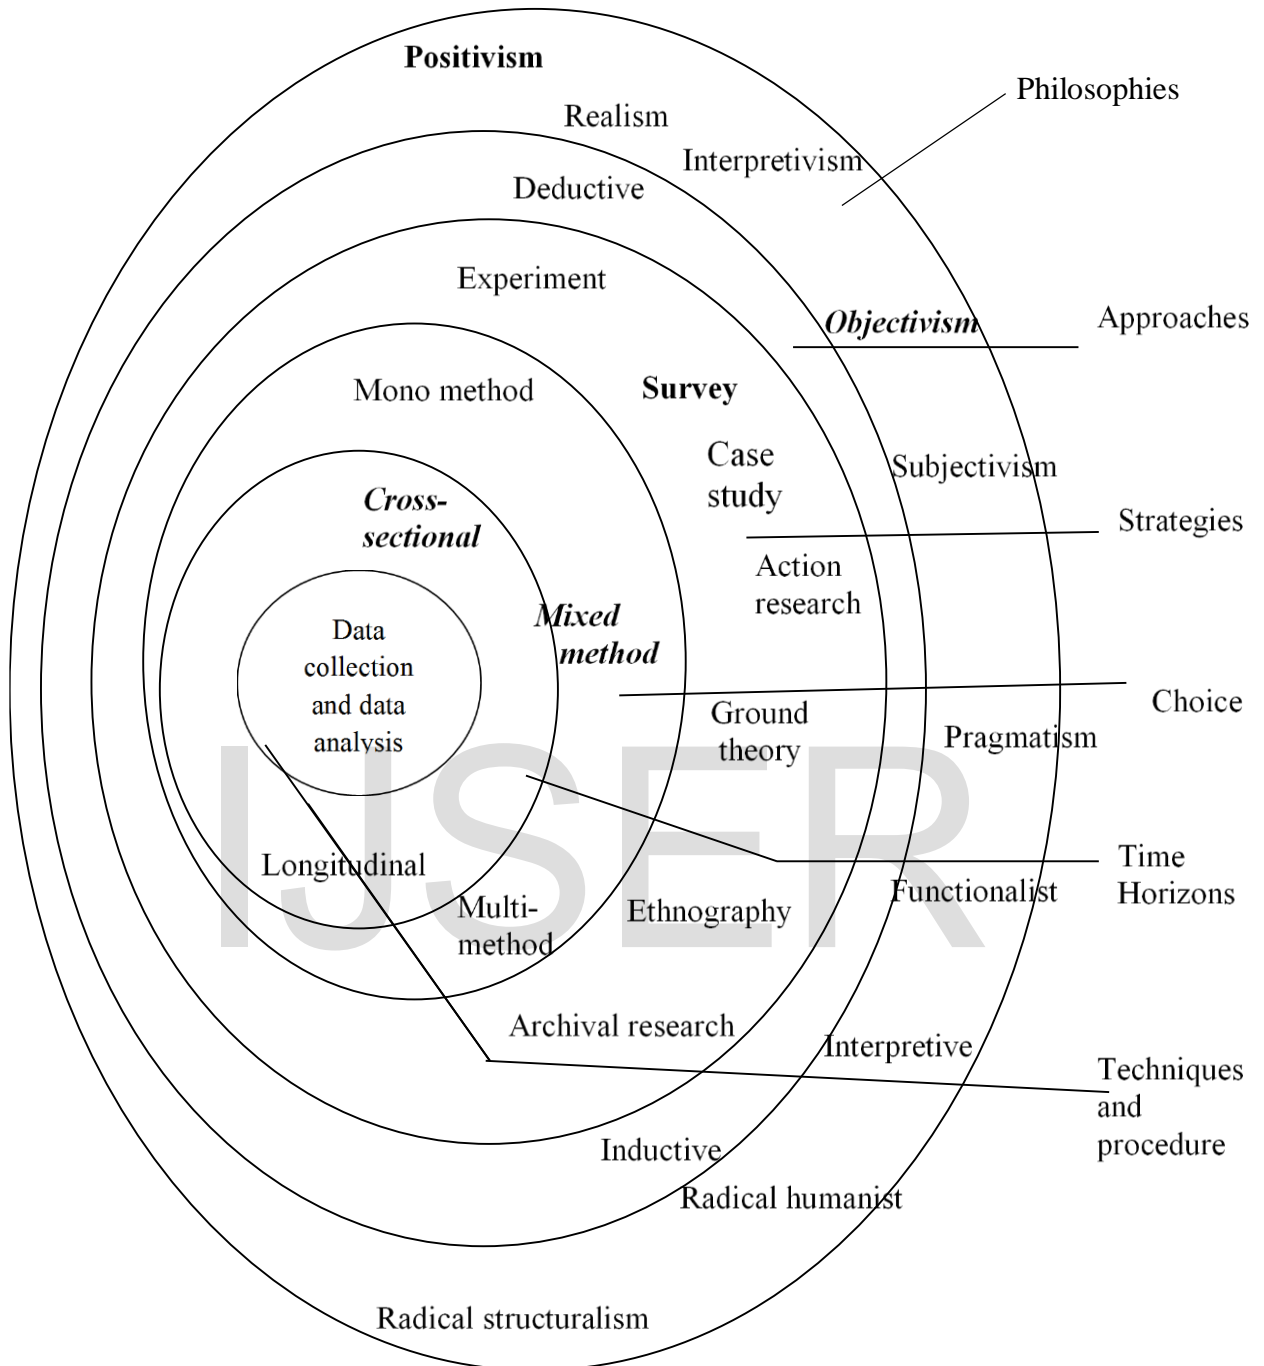 Positivism
Philosophies
Realism
Interpretivism
Deductive
Experiment
Objectivism
Approaches
Mono method
Survey
Case
study
Subjectivism
Cross-
sectional
Strategies
Action
research
Mixed
method
Data
collection
and data
analysis
Choice
Ground
theory
Pragmatism
IJSER
Longitudinal
Time
Horizons
Functionalist
Multi-
method
Ethnography
Archival research
Interpretive
Techniques
and
procedure
Inductive
Radical humanist
Radical structuralism